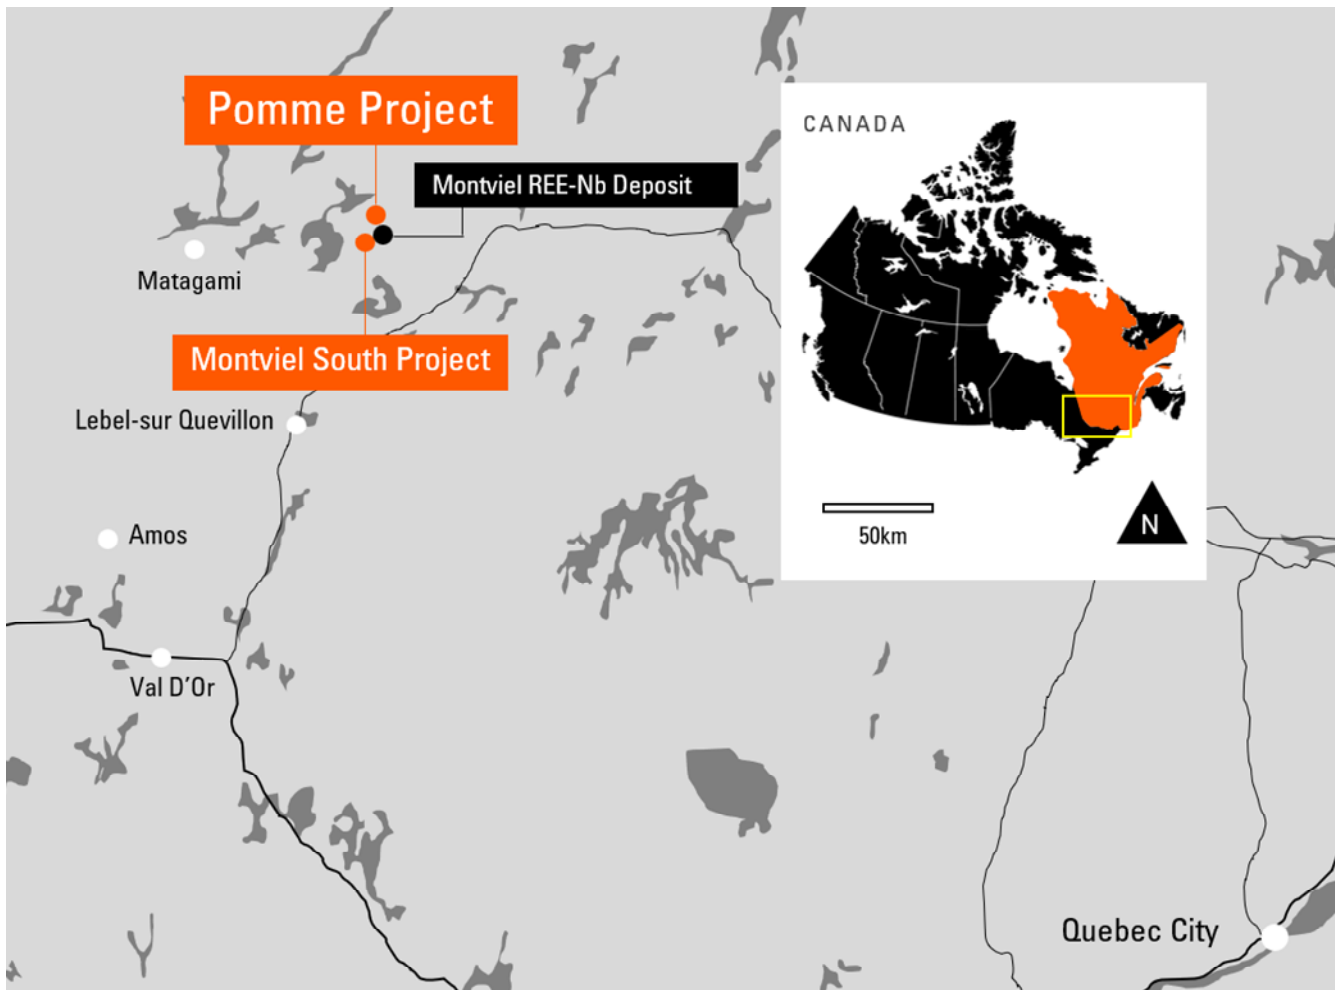 Pomme Project
CANADA
Montviel REE-Nb Deposit
Matagami
Montviel South Project
Lebel-sur Quevillon
50km
N
Amos
Val D'Or
Quebec City